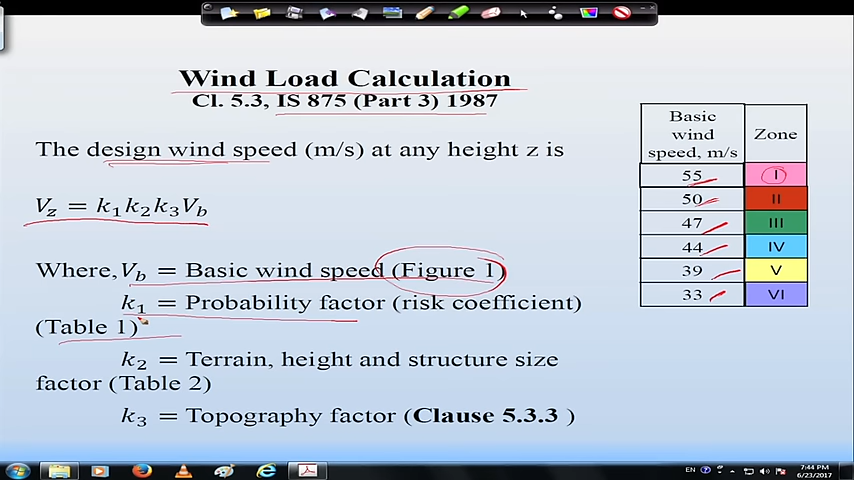 Wind Load Calculation
Cl. 5.3, IS 875 (Part 3) 1987
The design wind speed (m/s) at any height z is
V_z = k_1k_2k_3V_b
Where, V_b = Basic wind speed (Figure 1)
k_1 = Probability factor (risk coefficient)
(Table 1)
k_2 = Terrain, height and structure size
factor (Table 2)
k_3 = Topography factor (Clause 5.3.3 )
Basic
wind
speed, m/s
Zone
55 I
50 II
47 III
44 IV
39 V
33 VI
EN
7:44 PM
6/23/2017